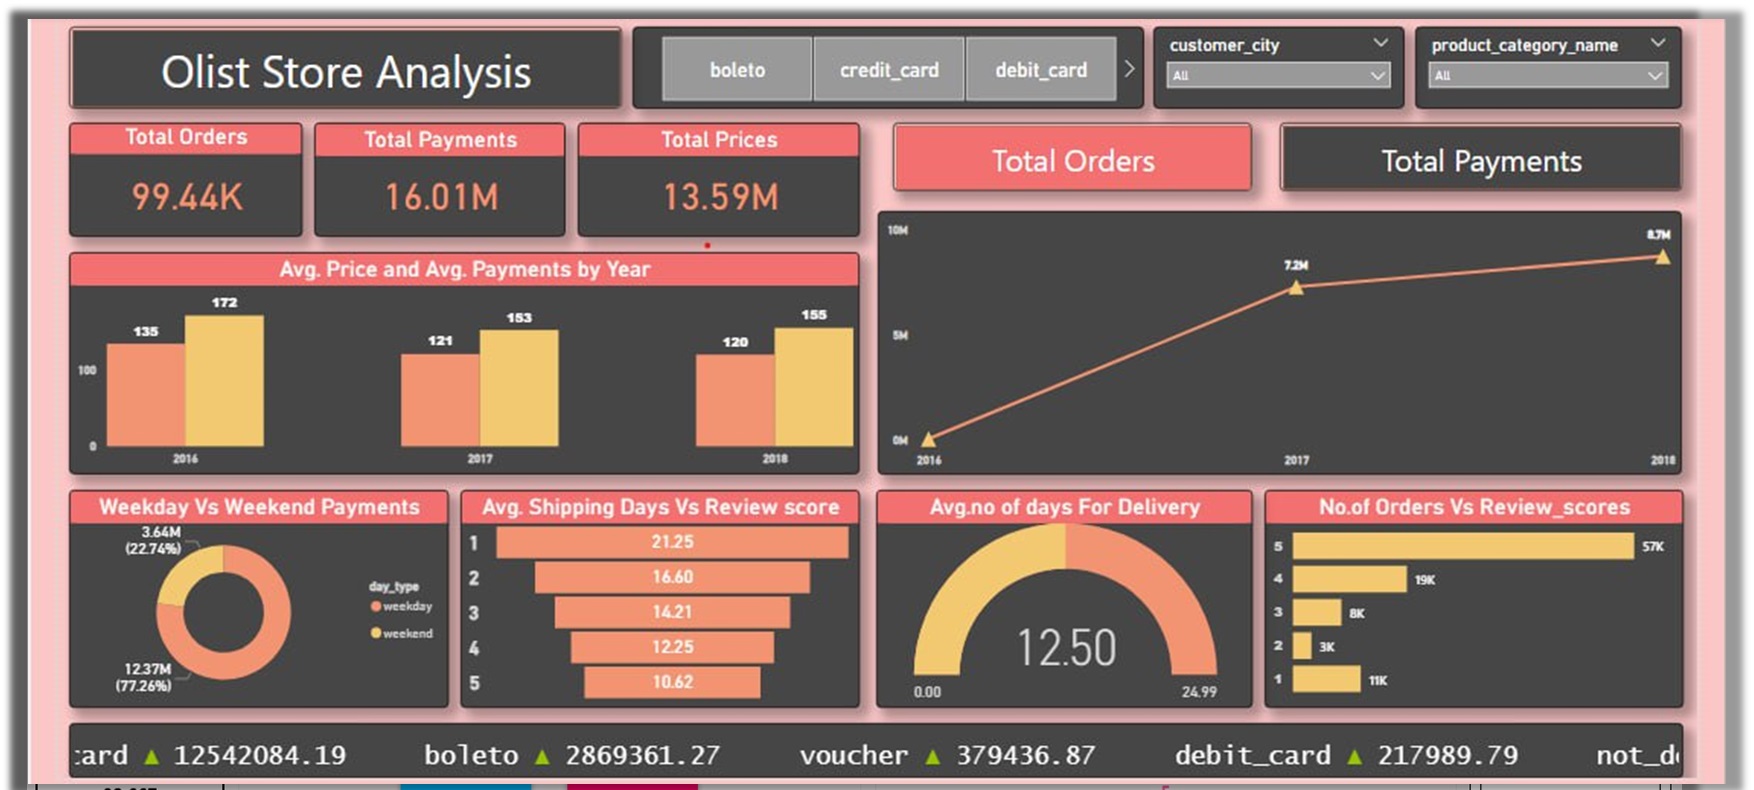 Olist Store Analysis
boleto
credit_card
debit_card
customer_city
All
product_category_name
All
Total Orders
99.44K
Total Payments
16.01M
Total Prices
13.59M
Total Orders
Total Payments
Avg. Price and Avg. Payments by Year
100
0
135
172
121
153
120
155
2016
2017
2018
10M
5M
0M
7.2M
8.7M
2016
2017
2018
Weekday Vs Weekend Payments
3.64M
(22.74%)
12.37M
(77.26%)
day_type
weekday
weekend
Avg. Shipping Days Vs Review score
1 21.25
2 16.60
3 14.21
4 12.25
5 10.62
Avg.no of days For Delivery
12.50
0.00
24.99
No.of Orders Vs Review_scores
5 57K
4 19K
3 8K
2 3K
1 11K
ard ▲ 12542084.19 boleto ▲ 2869361.27 voucher ▲ 379436.87 debit_card ▲ 217989.79 not_d